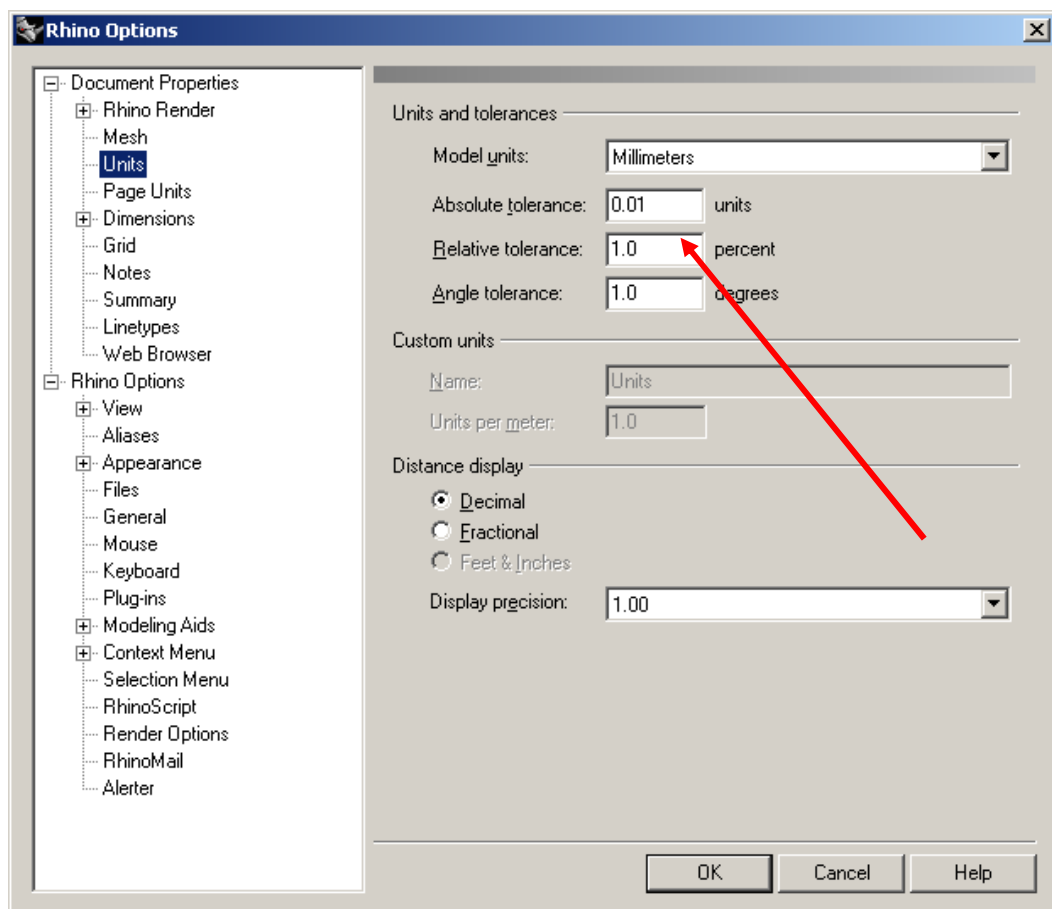 Rhino Options
Document Properties
Rhino Render
Mesh
Units
Page Units
Dimensions
Grid
Notes
Summary
Linetypes
Web Browser
Rhino Options
View
Aliases
Appearance
Files
General
Mouse
Keyboard
Plug-ins
Modeling Aids
Context Menu
Selection Menu
RhinoScript
Render Options
RhinoMail
Alerter
Units and tolerances
Model units: Millimeters
Absolute tolerance: 0.01 units
Relative tolerance: 1.0 percent
Angle tolerance: 1.0 degrees
Custom units
Name: Units
Units per meter: 1.0
Distance display
Decimal
Fractional
Feet & Inches
Display precision: 1.00
OK Cancel Help